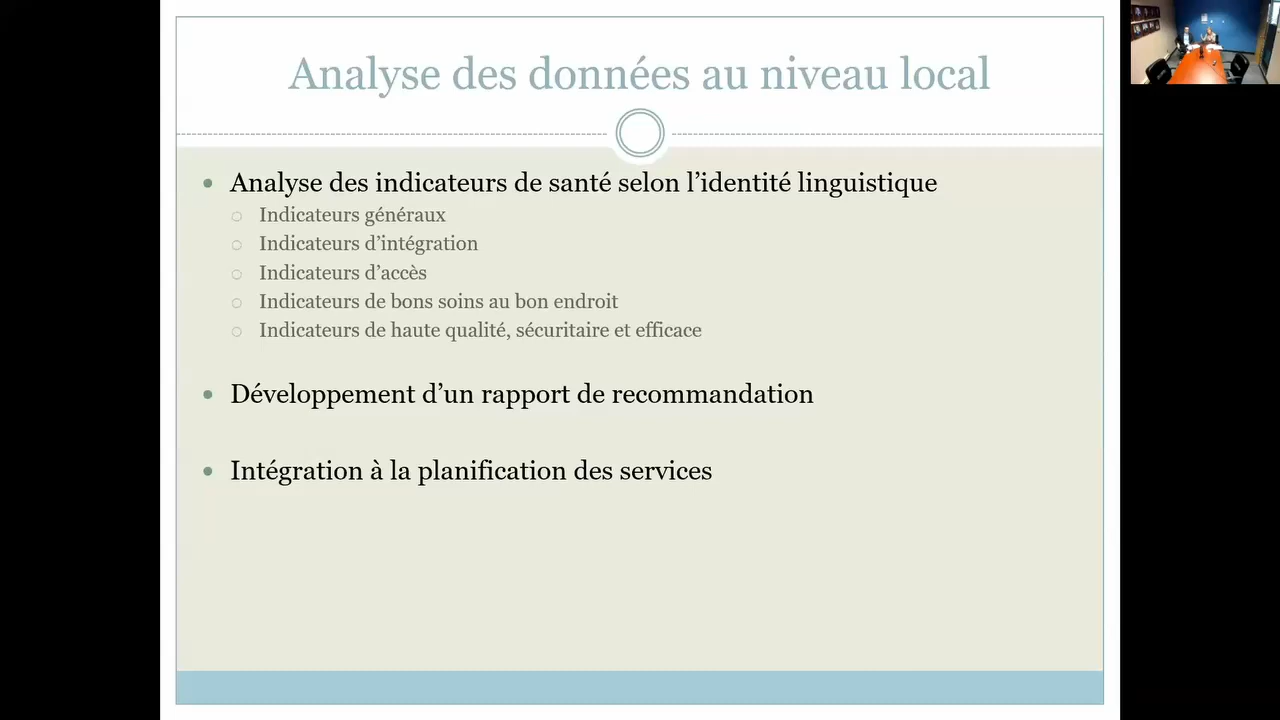 Analyse des données au niveau local
Analyse des indicateurs de santé selon l’identité linguistique
Indicateurs généraux
Indicateurs d’intégration
Indicateurs d’accès
Indicateurs de bons soins au bon endroit
Indicateurs de haute qualité, sécuritaire et efficace
Développement d’un rapport de recommandation
Intégration à la planification des services